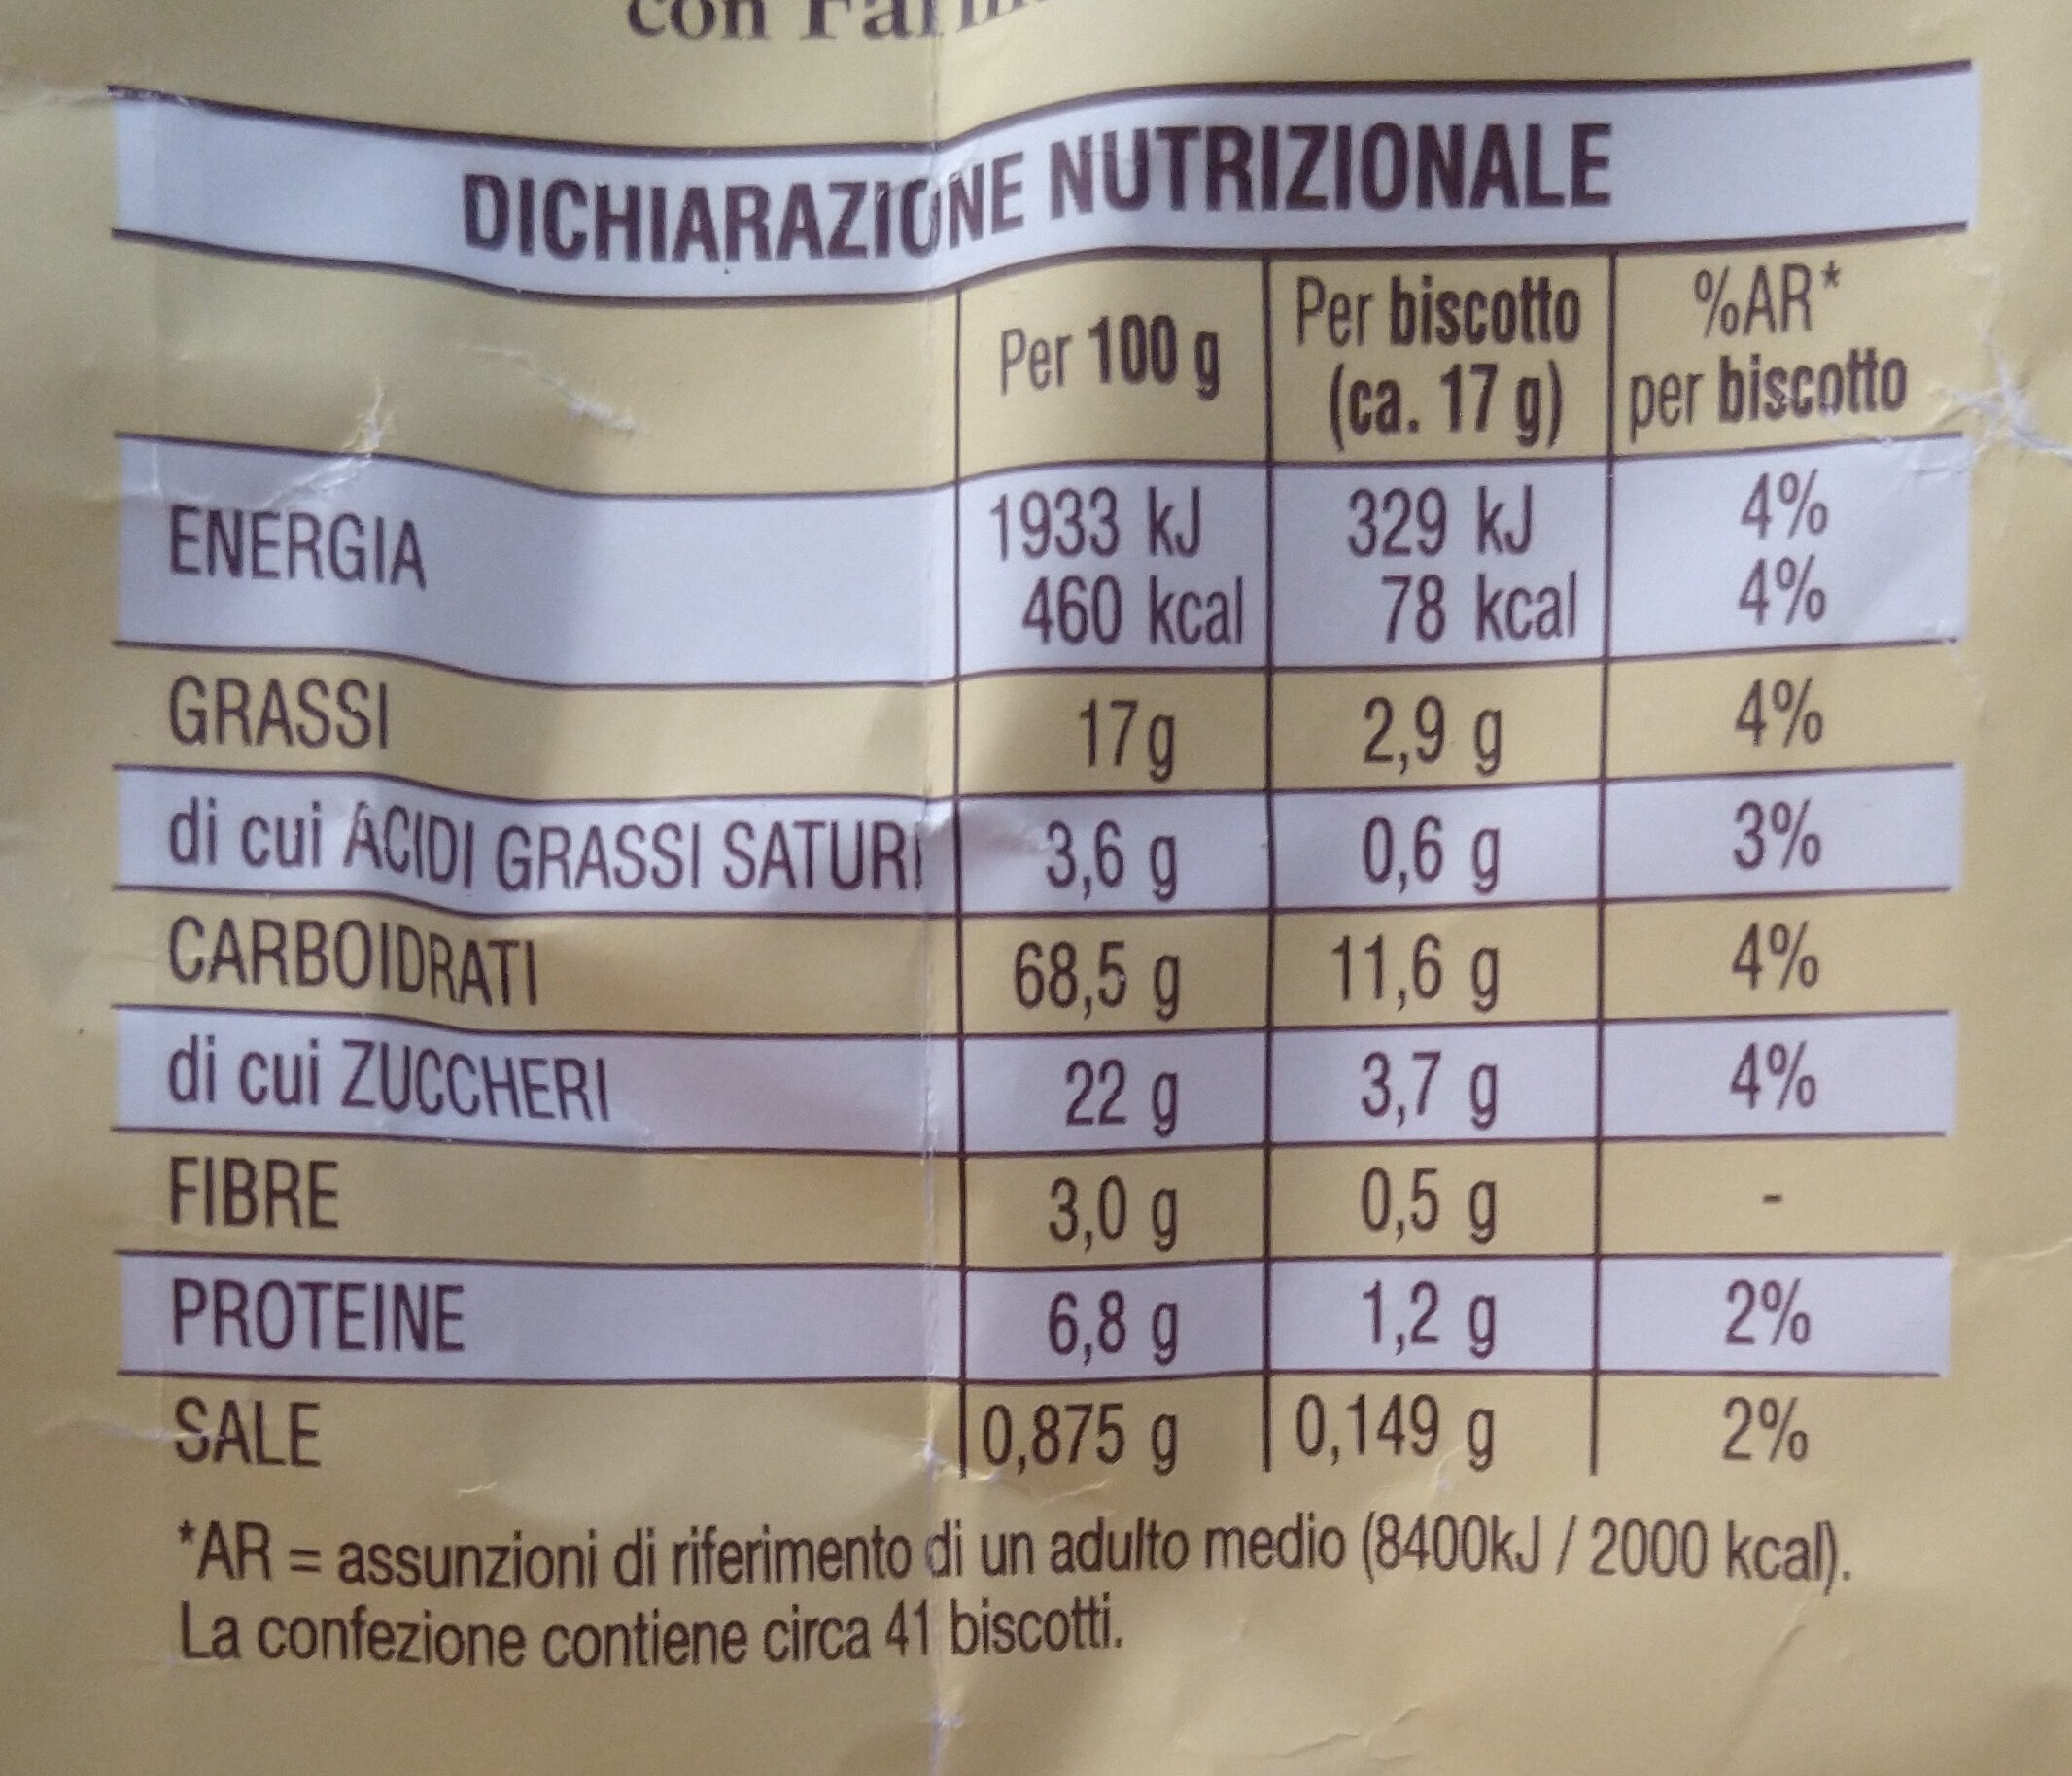 con
DICHIARAZIONE NUTRIZIONALE
Per 100 g Per biscotto (ca. 17 g) %AR* per biscotto
ENERGIA 1933 kJ 329 kJ 4%
460 kcal 78 kcal 4%
GRASSI 17g 2,9 g 4%
di cui ACIDI GRASSI SATURI 3,6 g 0,6 g 3%
CARBOIDRATI 68,5 g 11,6 g 4%
di cui ZUCCHERI 22 g 3,7 g 4%
FIBRE 3,0 g 0,5 g -
PROTEINE 6,8 g 1,2 g 2%
SALE 0,875 g 0,149 g 2%
*AR = assunzioni di riferimento di un adulto medio (8400kJ / 2000 kcal).
La confezione contiene circa 41 biscotti.